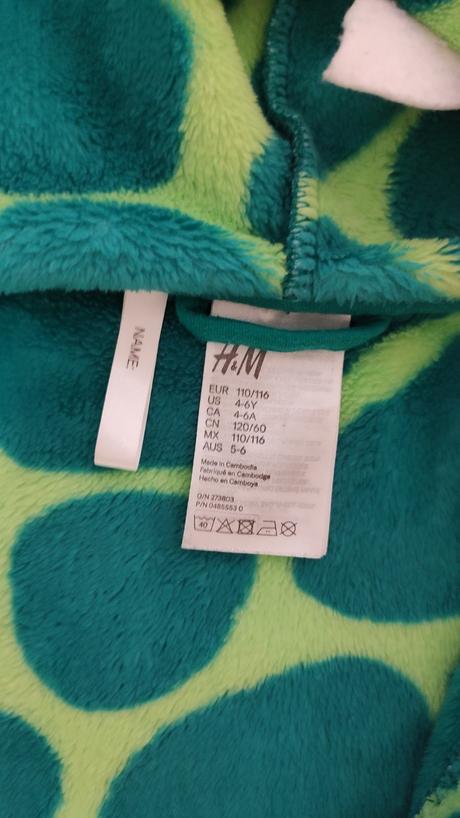 NAME
H&M
EUR 110/116
US 4-6Y
CA 4-6A
CN 120/60
MX 110/116
AUS 5-6
Made in Cambodia
Fabriqué en Cambodge
Hecho en Camboya
O/N 273803
P/N 0485553 0
40